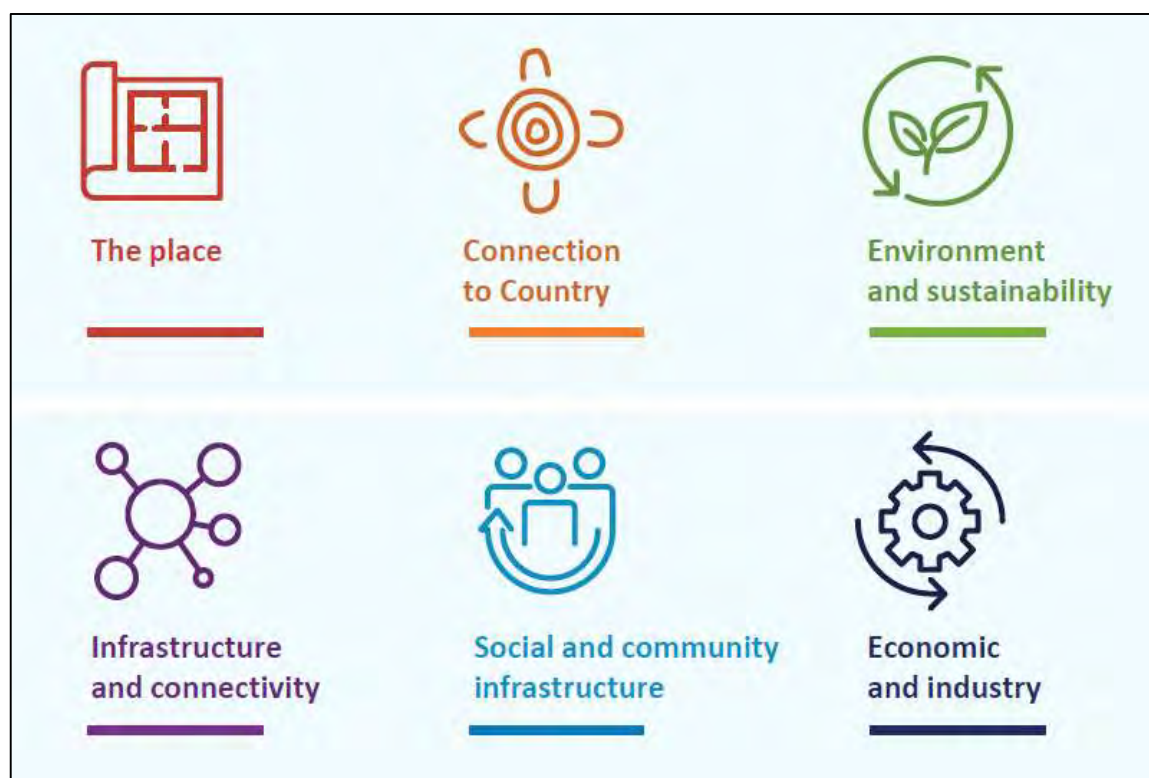 The place
Connection
to Country
Environment
and sustainability
Infrastructure
and connectivity
Social and community
infrastructure
Economic
and industry